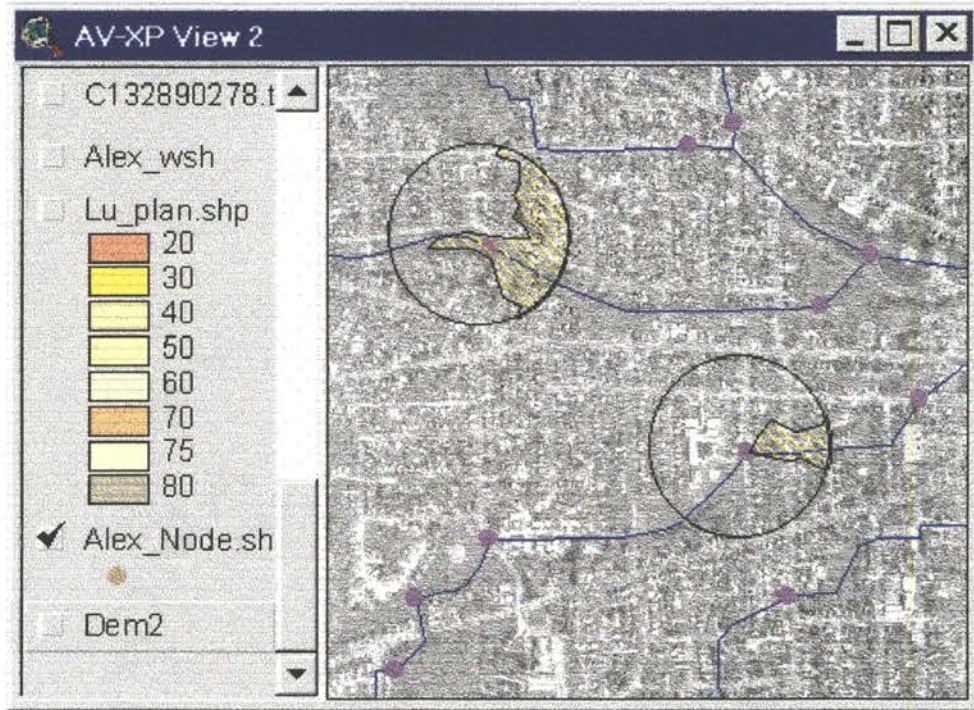 AV-XP View 2
C132890278.t
Alex_wsh
Lu_plan.shp
20
30
40
50
60
70
75
80
Alex_Node.sh
Dem2